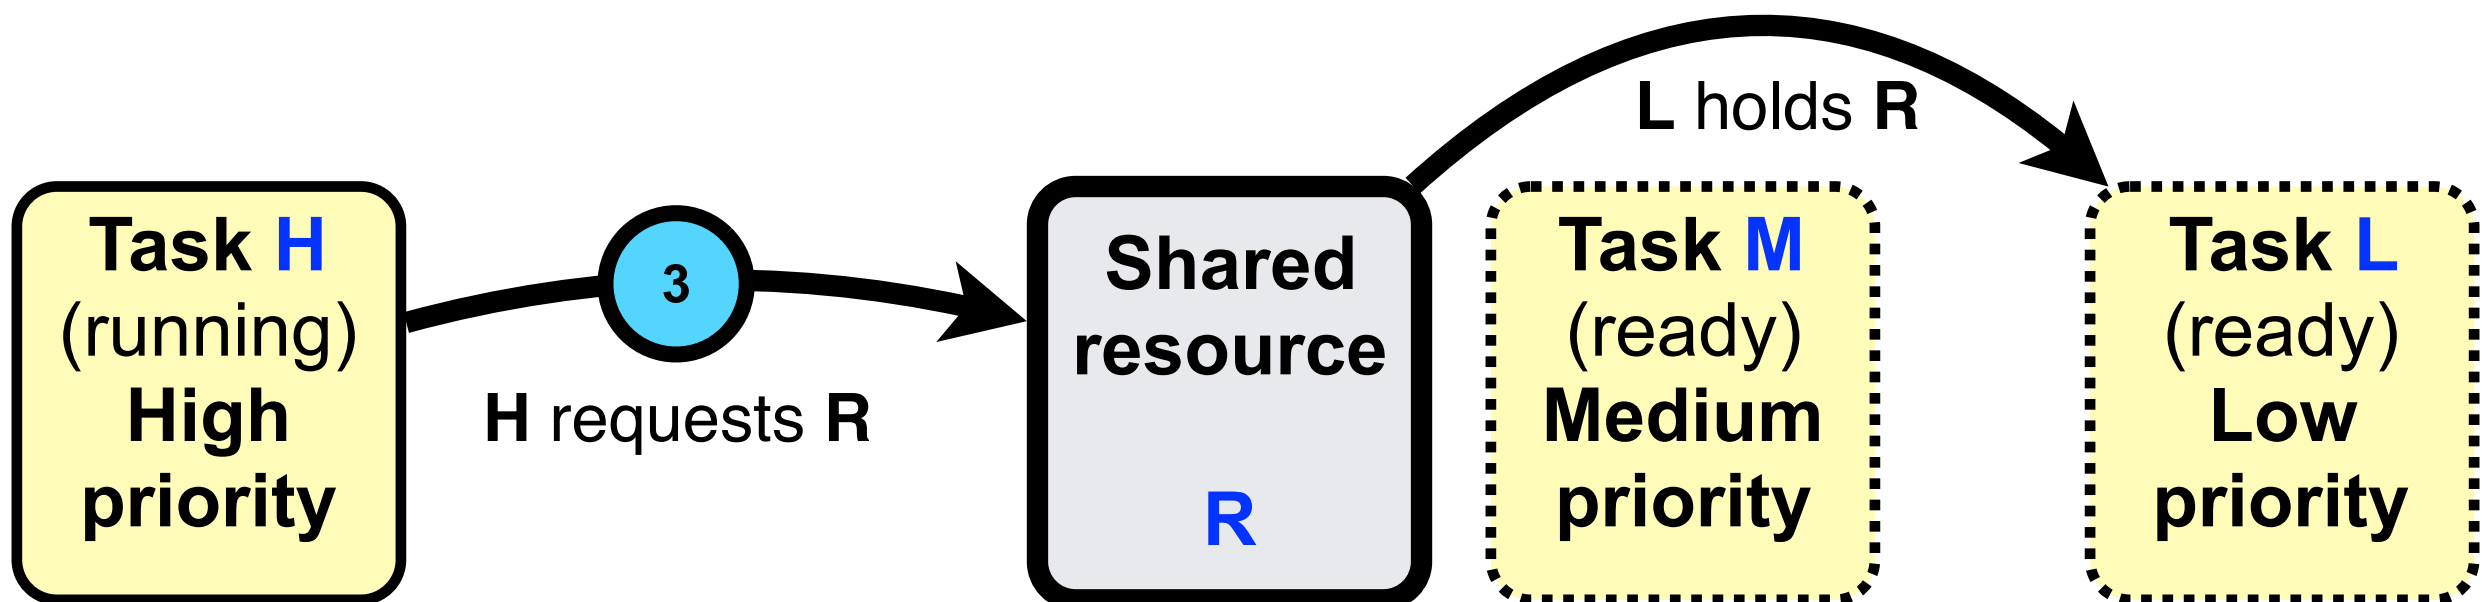 Task H
(running)
High
priority
3
H requests R
Shared
resource
R
L holds R
Task M
(ready)
Medium
priority
Task L
(ready)
Low
priority